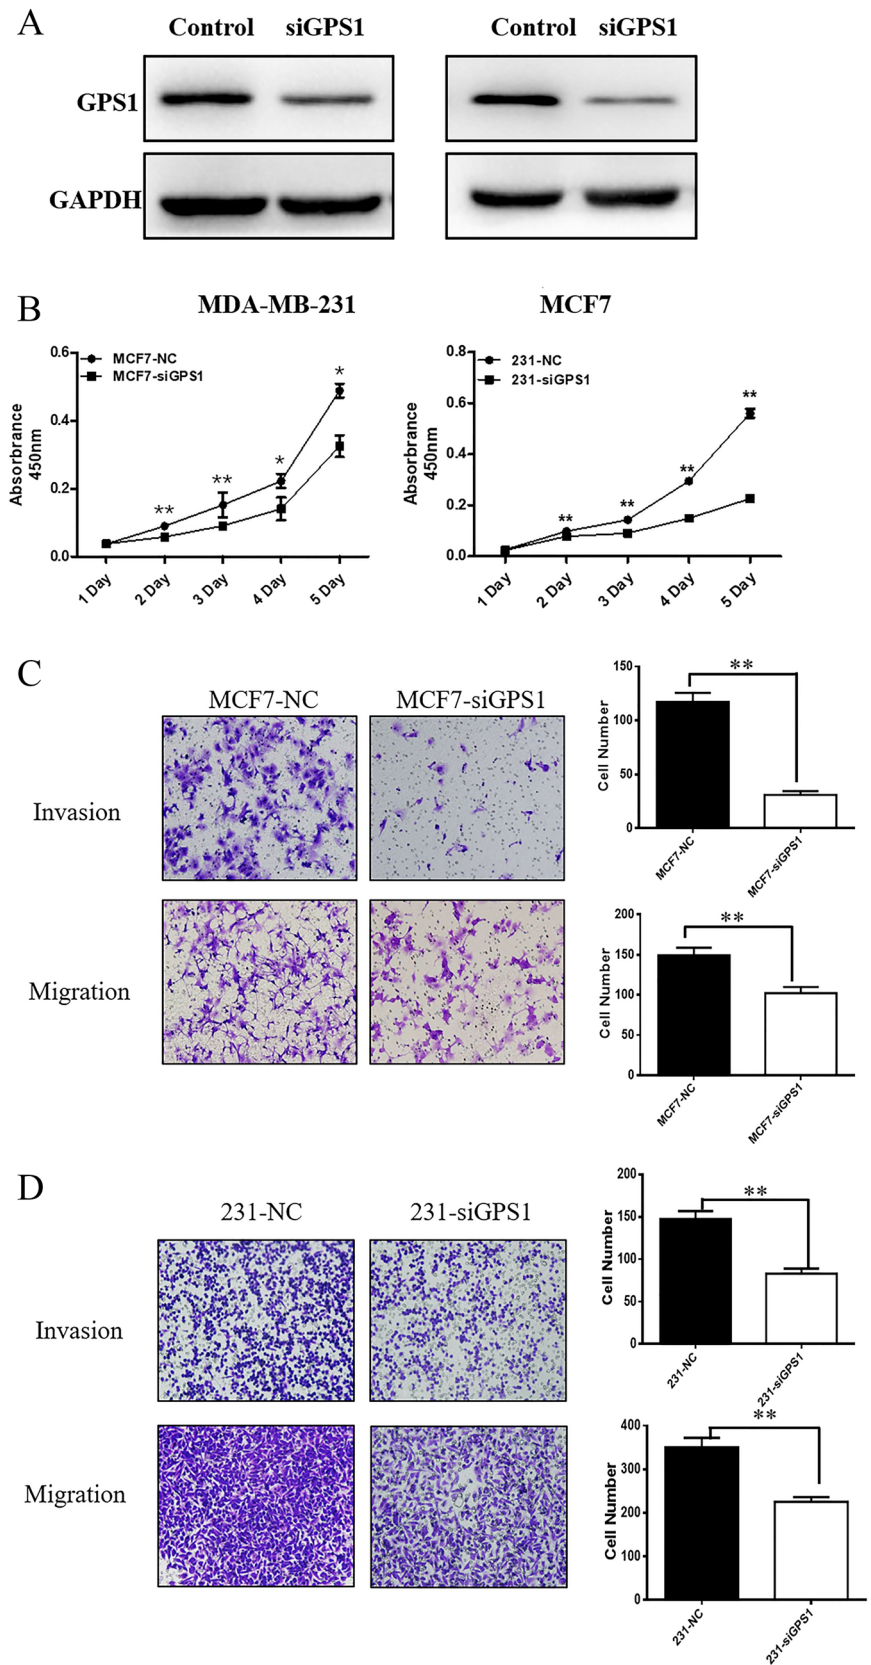 A
Control siGPS1 Control siGPS1
GPS1
GAPDH
B
MDA-MB-231 MCF7
0.6
0.4
0.2
0.0
Absorbrance
450nm
MCF7-NC
MCF7-siGPS1
** ** * *
1 Day 2 Day 3 Day 4 Day 5 Day
0.8
0.6
0.4
0.2
0.0
Absorbrance
450nm
231-NC
231-siGPS1
** ** ** **
1 Day 2 Day 3 Day 4 Day 5 Day
C
MCF7-NC MCF7-siGPS1
Invasion
Migration
150
100
50
0
Cell Number
**
MCF7-NC MCF7-siGPS1
200
150
100
50
0
Cell Number
**
MCF7-NC MCF7-siGPS1
D
231-NC 231-siGPS1
Invasion
Migration
200
150
100
50
0
Cell Number
**
231-NC 231-siGPS1
400
300
200
100
0
Cell Number
**
231-NC 231-siGPS1